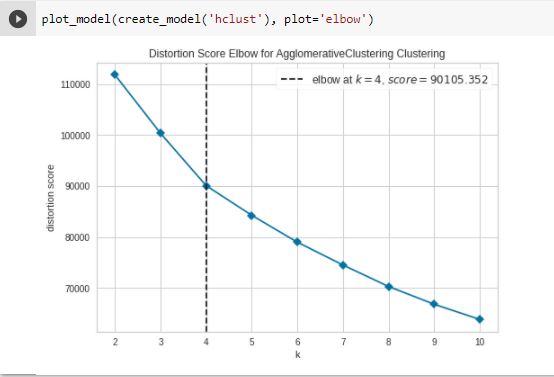 plot_model(create_model('hclust'), plot='elbow')
Distortion Score Elbow for AgglomerativeClustering Clustering
elbow at k = 4, score = 90105.352
110000
100000
90000
80000
70000
distortion score
2 3 4 5 6 7 8 9 10
k